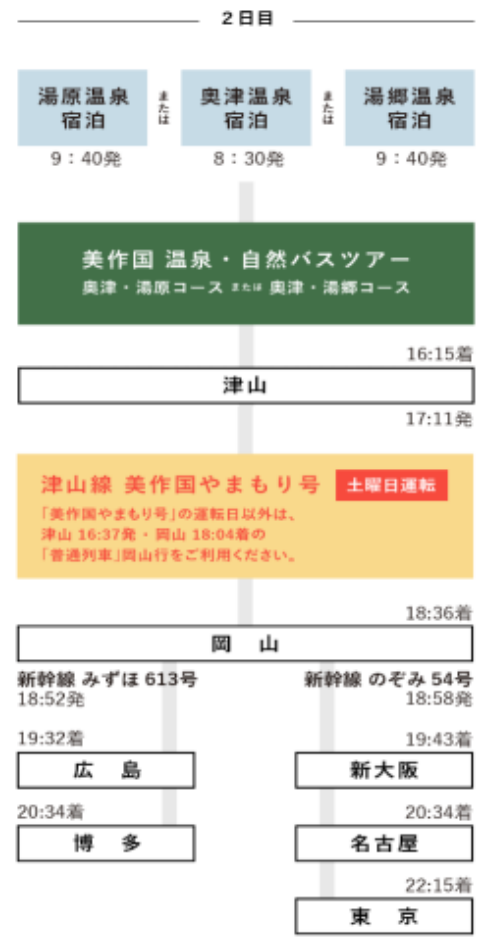 2日目
湯原温泉
宿泊
または
奥津温泉
宿泊
または
湯郷温泉
宿泊
9：40発
8：30発
9：40発
美作国 温泉・自然バスツアー
奥津・湯原コース または 奥津・湯郷コース
16:15着
津山
17:11発
津山線 美作国やまもり号 土曜日運転
「美作国やまもり号」の運転日以外は、
津山 16:37発・岡山 18:04着の
「普通列車」岡山行をご利用ください。
18:36着
岡 山
新幹線 みずほ 613号
18:52発
新幹線 のぞみ 54号
18:58発
19:32着
広 島
20:34着
博 多
19:43着
新大阪
20:34着
名古屋
22:15着
東 京